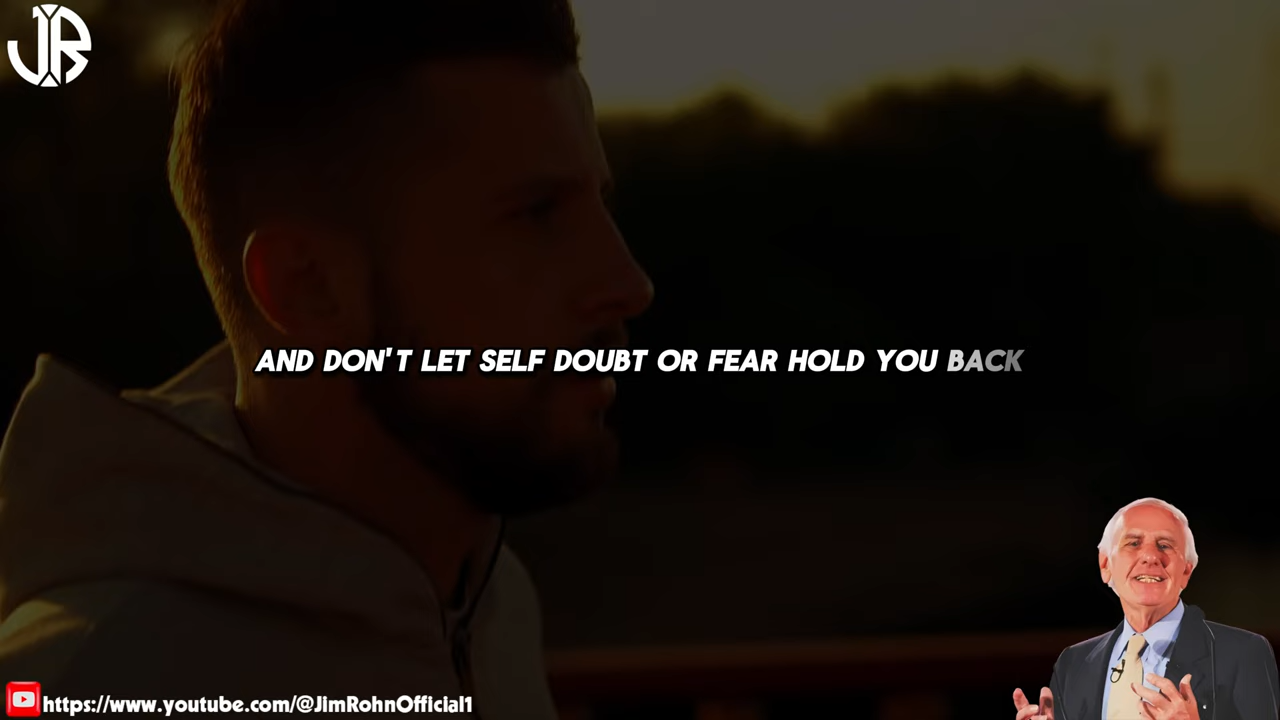 JR
AND DON'T LET SELF DOUBT OR FEAR HOLD YOU BACK
https://www.youtube.com/@JimRohnOfficial1